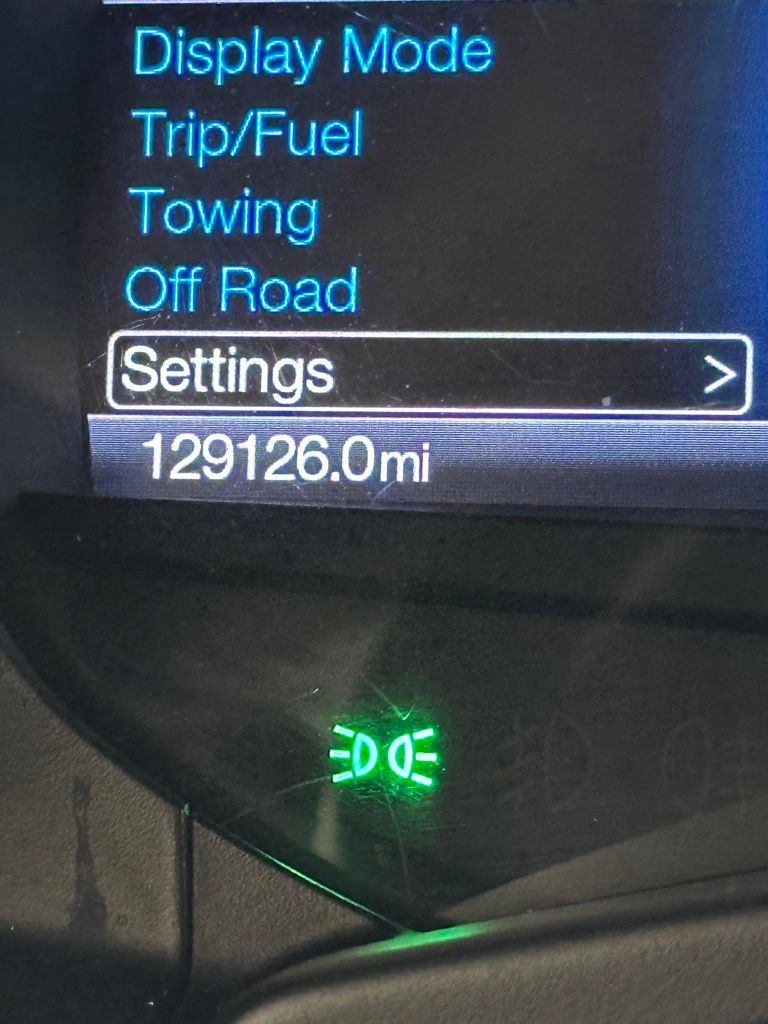 Display Mode
Trip/Fuel
Towing
Off Road
Settings >
129126.0mi